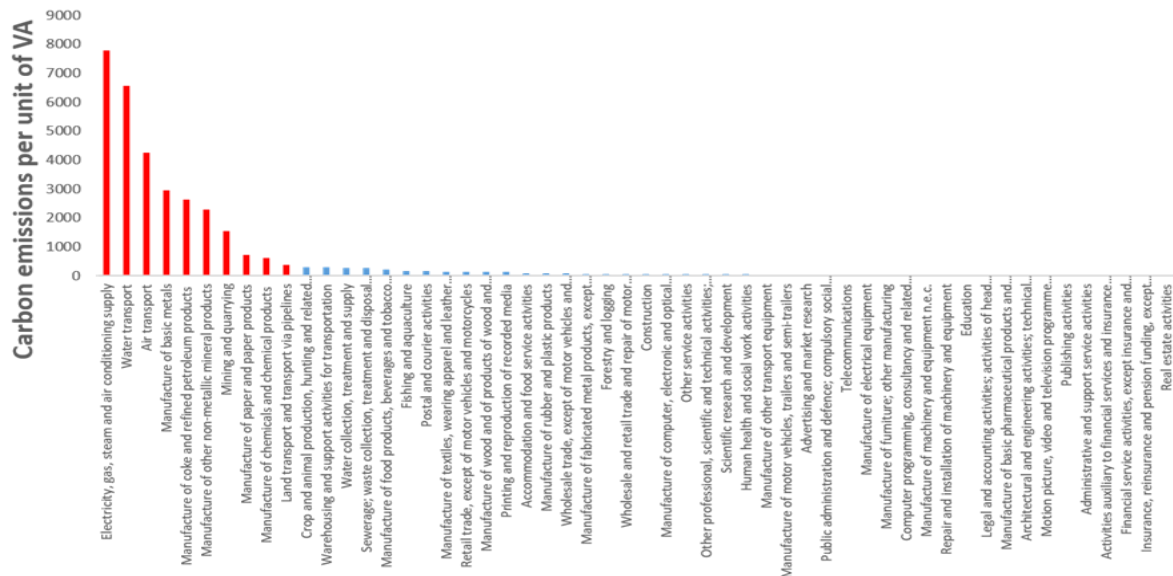 Carbon emissions per unit of VA
9000
8000
7000
6000
5000
4000
3000
2000
1000
0
Electricity, gas, steam and air conditioning supply
Water transport
Air transport
Manufacture of basic metals
Manufacture of coke and refined petroleum products
Manufacture of other non-metallic mineral products
Mining and quarrying
Manufacture of paper and paper products
Manufacture of chemicals and chemical products
Land transport and transport via pipelines
Crop and animal production, hunting and related...
Warehousing and support activities for transportation
Water collection, treatment and supply
Sewerage; waste collection, treatment and disposal...
Manufacture of food products, beverages and tobacco...
Fishing and aquaculture
Postal and courier activities
Manufacture of textiles, wearing apparel and leather...
Retail trade, except of motor vehicles and motorcycles
Manufacture of wood and of products of wood and...
Printing and reproduction of recorded media
Accommodation and food service activities
Manufacture of rubber and plastic products
Wholesale trade, except of motor vehicles and...
Manufacture of fabricated metal products, except...
Forestry and logging
Wholesale and retail trade and repair of motor...
Construction
Manufacture of computer, electronic and optical...
Other service activities
Other professional, scientific and technical activities;...
Scientific research and development
Human health and social work activities
Manufacture of other transport equipment
Manufacture of motor vehicles, trailers and semi-trailers
Advertising and market research
Public administration and defence; compulsory social...
Telecommunications
Manufacture of electrical equipment
Manufacture of furniture; other manufacturing
Computer programming, consultancy and related...
Manufacture of machinery and equipment n.e.c.
Repair and installation of machinery and equipment
Education
Legal and accounting activities; activities of head...
Manufacture of basic pharmaceutical products and...
Architectural and engineering activities; technical...
Motion picture, video and television programme...
Publishing activities
Administrative and support service activities
Activities auxiliary to financial services and insurance...
Financial service activities, except insurance and...
Insurance, reinsurance and pension funding, except...
Real estate activities